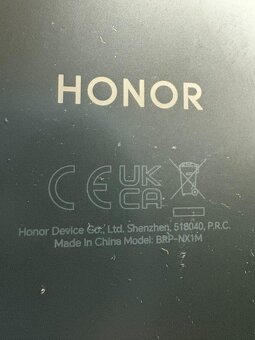 HONOR
CE UK
CA
Honor Device Co., Ltd. Shenzhen, 518040, P.R.C.
Made in China Model: BRP-NX1M